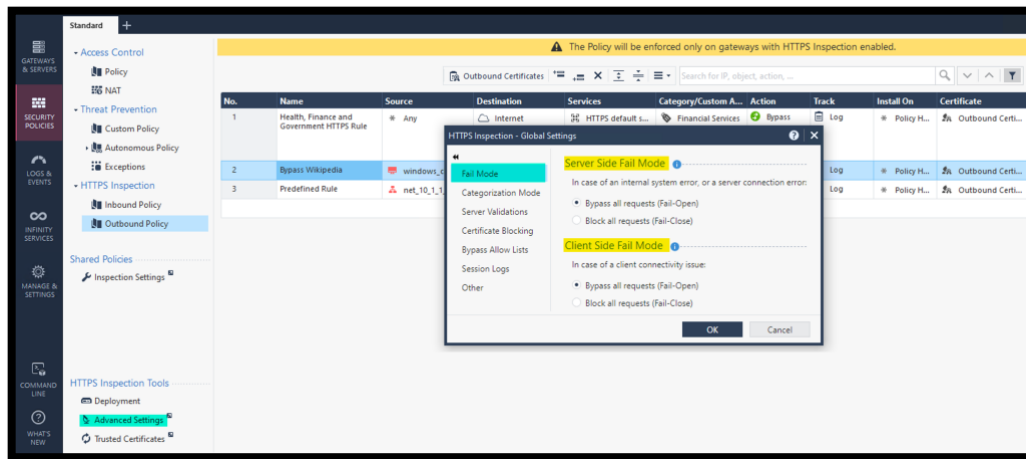 Standard +
GATEWAYS & SERVERS
SECURITY POLICIES
LOGS & EVENTS
INFINITY SERVICES
MANAGE & SETTINGS
COMMAND LINE
WHAT'S NEW
Access Control
Policy
NAT
Threat Prevention
Custom Policy
Autonomous Policy
Exceptions
HTTPS Inspection
Inbound Policy
Outbound Policy
Shared Policies
Inspection Settings
HTTPS Inspection Tools
Deployment
Advanced Settings
Trusted Certificates
The Policy will be enforced only on gateways with HTTPS Inspection enabled.
Outbound Certificates
Search for IP, object, action, ...
No. Name Source Destination Services Category/Custom A... Action Track Install On Certificate
1 Health, Finance and Government HTTPS Rule Any Internet HTTPS default s... Financial Services Bypass Log Policy H... Outbound Certi...
2 Bypass Wikipedia windows_c Log Policy H... Outbound Certi...
3 Predefined Rule net_10_1_1_ Log Policy H... Outbound Certi...
HTTPS Inspection - Global Settings
Fail Mode
Categorization Mode
Server Validations
Certificate Blocking
Bypass Allow Lists
Session Logs
Other
Server Side Fail Mode
In case of an internal system error, or a server connection error:
Bypass all requests (Fail-Open)
Block all requests (Fail-Close)
Client Side Fail Mode
In case of a client connectivity issue:
Bypass all requests (Fail-Open)
Block all requests (Fail-Close)
OK Cancel